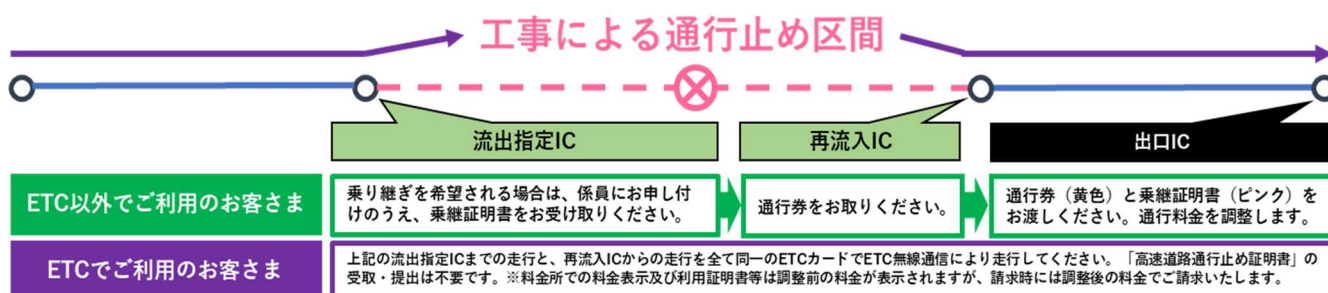 工事による通行止め区間
流出指定IC
再流入IC
出口IC
ETC以外でご利用のお客さま
乗り継ぎを希望される場合は、係員にお申し付
けのうえ、乗継証明書をお受け取りください。
通行券をお取りください。
通行券（黄色）と乗継証明書（ピンク）を
お渡しください。通行料金を調整します。
ETCでご利用のお客さま
上記の流出指定ICまでの走行と、再流入ICからの走行を全て同一のETCカードでETC無線通信により走行してください。「高速道路通行止め証明書」の
受取・提出は不要です。※料金所での料金表示及び利用証明書等は調整前の料金が表示されますが、請求時には調整後の料金でご請求いたします。